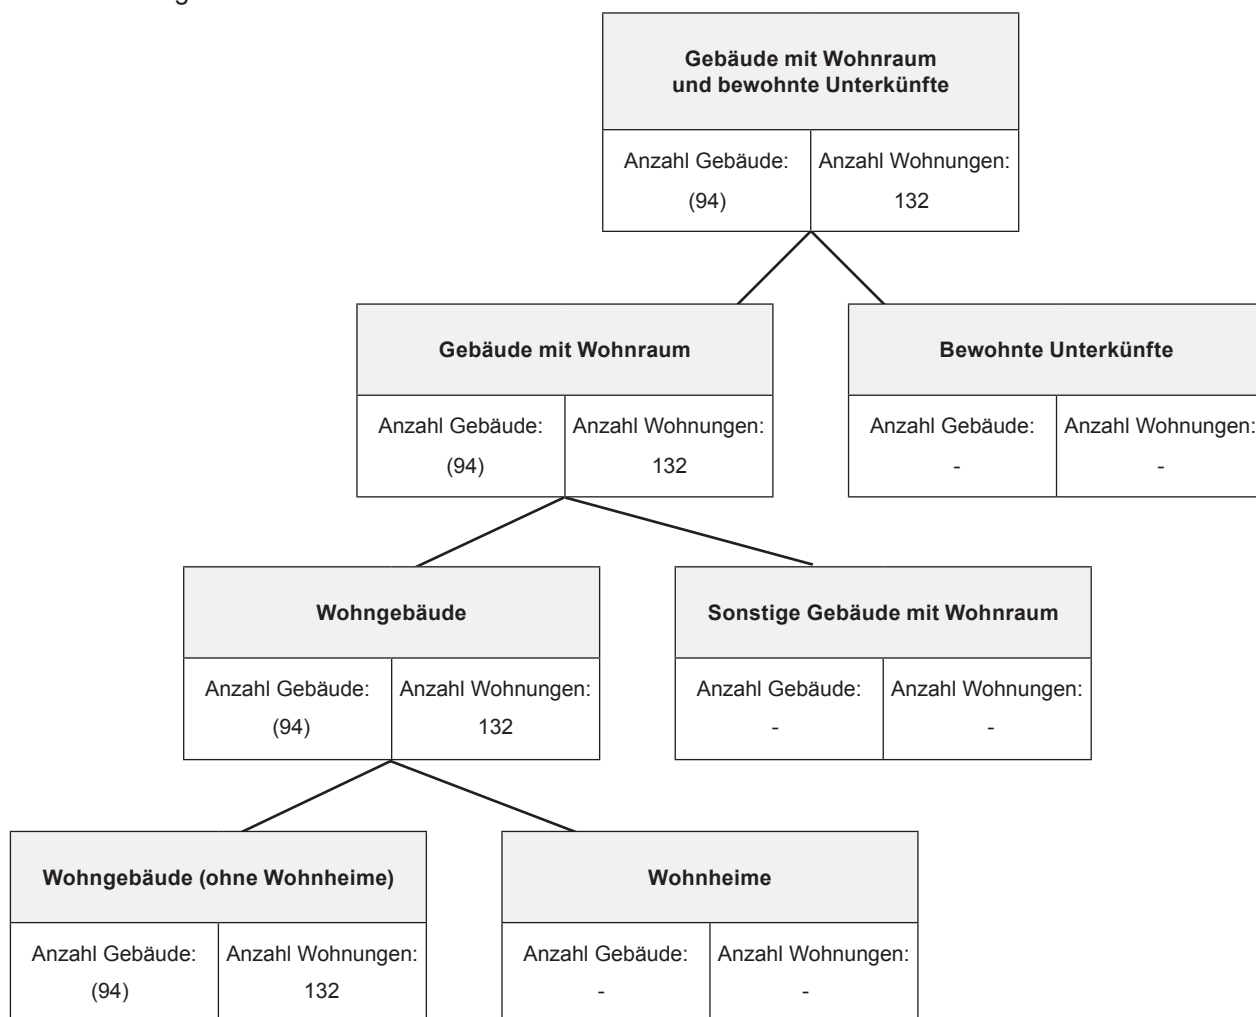 Gebäude mit Wohnraum
und bewohnte Unterkünfte
Anzahl Gebäude: Anzahl Wohnungen:
(94) 132
Gebäude mit Wohnraum Bewohnte Unterkünfte
Anzahl Gebäude: Anzahl Wohnungen: Anzahl Gebäude: Anzahl Wohnungen:
(94) 132 - -
Wohngebäude Sonstige Gebäude mit Wohnraum
Anzahl Gebäude: Anzahl Wohnungen: Anzahl Gebäude: Anzahl Wohnungen:
(94) 132 - -
Wohngebäude (ohne Wohnheime) Wohnheime
Anzahl Gebäude: Anzahl Wohnungen: Anzahl Gebäude: Anzahl Wohnungen:
(94) 132 - -